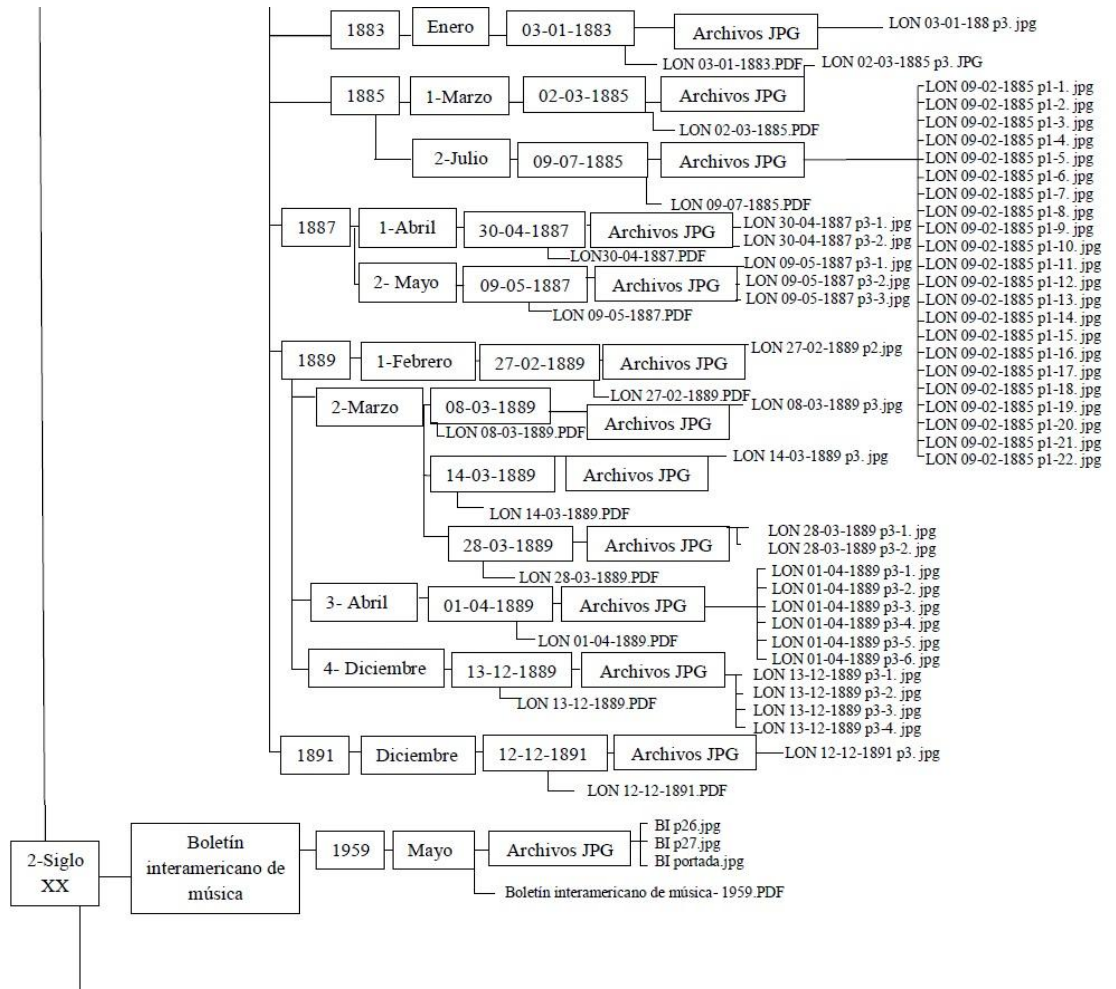 1883
Enero
03-01-1883
Archivos JPG
LON 03-01-188 p3. jpg
LON 03-01-1883.PDF
1885
1-Marzo
02-03-1885
Archivos JPG
LON 02-03-1885 p3. JPG
LON 02-03-1885.PDF
2-Julio
09-07-1885
Archivos JPG
LON 09-02-1885 p1-1. jpg
LON 09-02-1885 p1-2. jpg
LON 09-02-1885 p1-3. jpg
LON 09-02-1885 p1-4. jpg
LON 09-02-1885 p1-5. jpg
LON 09-02-1885 p1-6. jpg
LON 09-02-1885 p1-7. jpg
LON 09-02-1885 p1-8. jpg
LON 09-02-1885 p1-9. jpg
LON 09-02-1885 p1-10. jpg
LON 09-02-1885 p1-11. jpg
LON 09-02-1885 p1-12. jpg
LON 09-02-1885 p1-13. jpg
LON 09-02-1885 p1-14. jpg
LON 09-02-1885 p1-15. jpg
LON 09-02-1885 p1-16. jpg
LON 09-02-1885 p1-17. jpg
LON 09-02-1885 p1-18. jpg
LON 09-02-1885 p1-19. jpg
LON 09-02-1885 p1-20. jpg
LON 09-02-1885 p1-21. jpg
LON 09-02-1885 p1-22. jpg
LON 09-07-1885.PDF
1887
1-Abril
30-04-1887
Archivos JPG
LON 30-04-1887 p3-1. jpg
LON 30-04-1887 p3-2. jpg
LON30-04-1887.PDF
2- Mayo
09-05-1887
Archivos JPG
LON 09-05-1887 p3-1. jpg
LON 09-05-1887 p3-2.jpg
LON 09-05-1887 p3-3.jpg
LON 09-05-1887.PDF
1889
1-Febrero
27-02-1889
Archivos JPG
LON 27-02-1889 p2.jpg
LON 27-02-1889.PDF
2-Marzo
08-03-1889
Archivos JPG
LON 08-03-1889 p3.jpg
LON 08-03-1889.PDF
14-03-1889
Archivos JPG
LON 14-03-1889 p3. jpg
LON 14-03-1889.PDF
28-03-1889
Archivos JPG
LON 28-03-1889 p3-1. jpg
LON 28-03-1889 p3-2. jpg
LON 28-03-1889.PDF
3- Abril
01-04-1889
Archivos JPG
LON 01-04-1889 p3-1. jpg
LON 01-04-1889 p3-2. jpg
LON 01-04-1889 p3-3. jpg
LON 01-04-1889 p3-4. jpg
LON 01-04-1889 p3-5. jpg
LON 01-04-1889 p3-6. jpg
LON 01-04-1889.PDF
4- Diciembre
13-12-1889
Archivos JPG
LON 13-12-1889 p3-1. jpg
LON 13-12-1889 p3-2. jpg
LON 13-12-1889 p3-3. jpg
LON 13-12-1889 p3-4. jpg
LON 13-12-1889.PDF
1891
Diciembre
12-12-1891
Archivos JPG
LON 12-12-1891 p3. jpg
LON 12-12-1891.PDF
2-Siglo
XX
Boletín
interamericano de
música
1959
Mayo
Archivos JPG
BI p26.jpg
BI p27.jpg
BI portada.jpg
Boletín interamericano de música- 1959.PDF